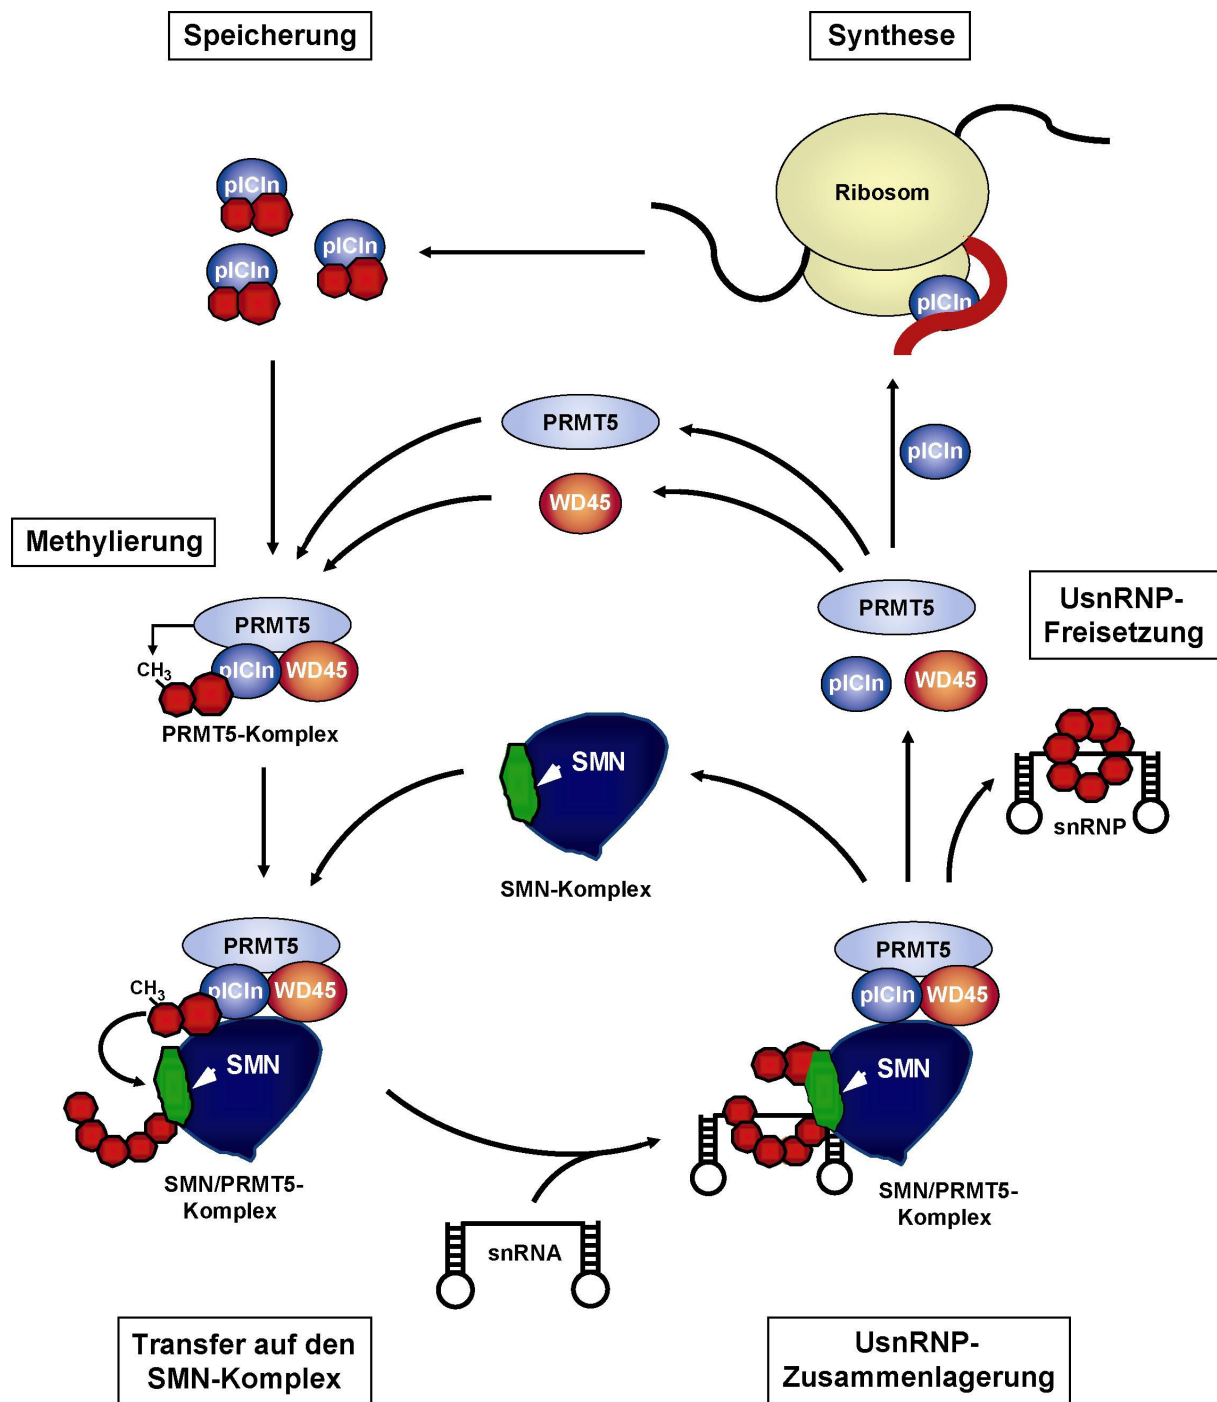 Speicherung
Synthese
Ribosom
pICln
pICln
pICln
pICln
pICln
PRMT5
WD45
Methylierung
PRMT5
pICln
WD45
CH3
PRMT5-Komplex
PRMT5
pICln
WD45
UsnRNP-
Freisetzung
snRNP
SMN
SMN-Komplex
PRMT5
pICln
WD45
CH3
SMN
SMN/PRMT5-
Komplex
snRNA
PRMT5
pICln
WD45
SMN
SMN/PRMT5-
Komplex
Transfer auf den
SMN-Komplex
UsnRNP-
Zusammenlagerung